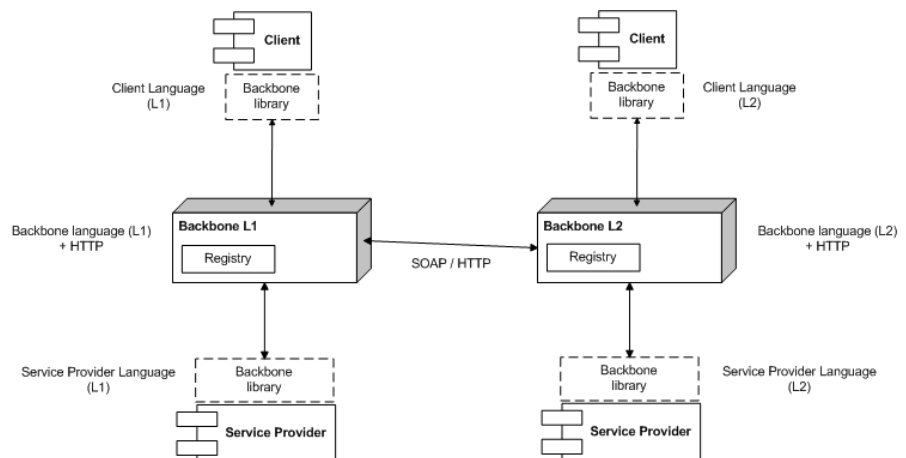 Client
Client
Client Language
(L1)
Backbone
library
Backbone
library
Client Language
(L2)
Backbone language (L1)
+ HTTP
Backbone L1
Registry
SOAP / HTTP
Backbone L2
Registry
Backbone language (L2)
+ HTTP
Service Provider Language
(L1)
Backbone
library
Backbone
library
Service Provider Language
(L2)
Service Provider
Service Provider